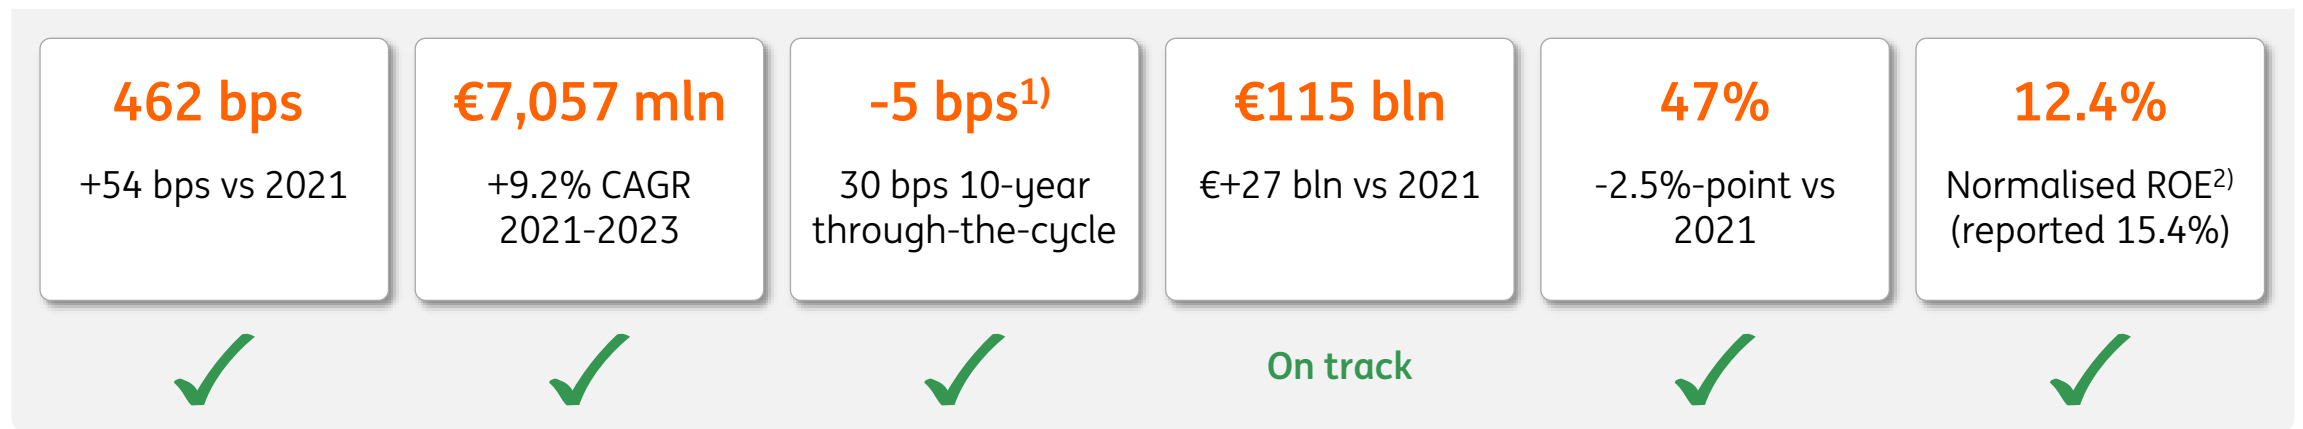 462 bps
+54 bps vs 2021
€7,057 mln
+9.2% CAGR
2021-2023
-5 bps1)
30 bps 10-year
through-the-cycle
€115 bln
€+27 bln vs 2021
On track
47%
-2.5%-point vs
2021
12.4%
Normalised ROE2)
(reported 15.4%)